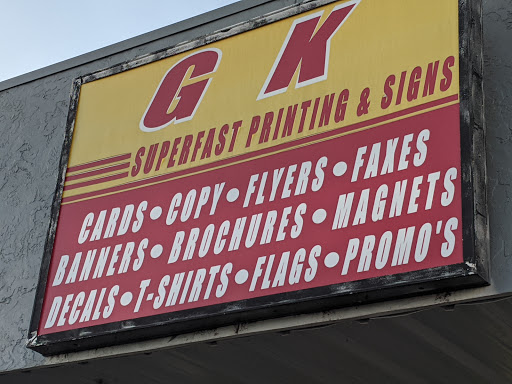 G K
SUPERFAST PRINTING & SIGNS
CARDS • COPY • FLYERS • FAXES
BANNERS • BROCHURES • MAGNETS
DECALS • T-SHIRTS • FLAGS • PROMO'S